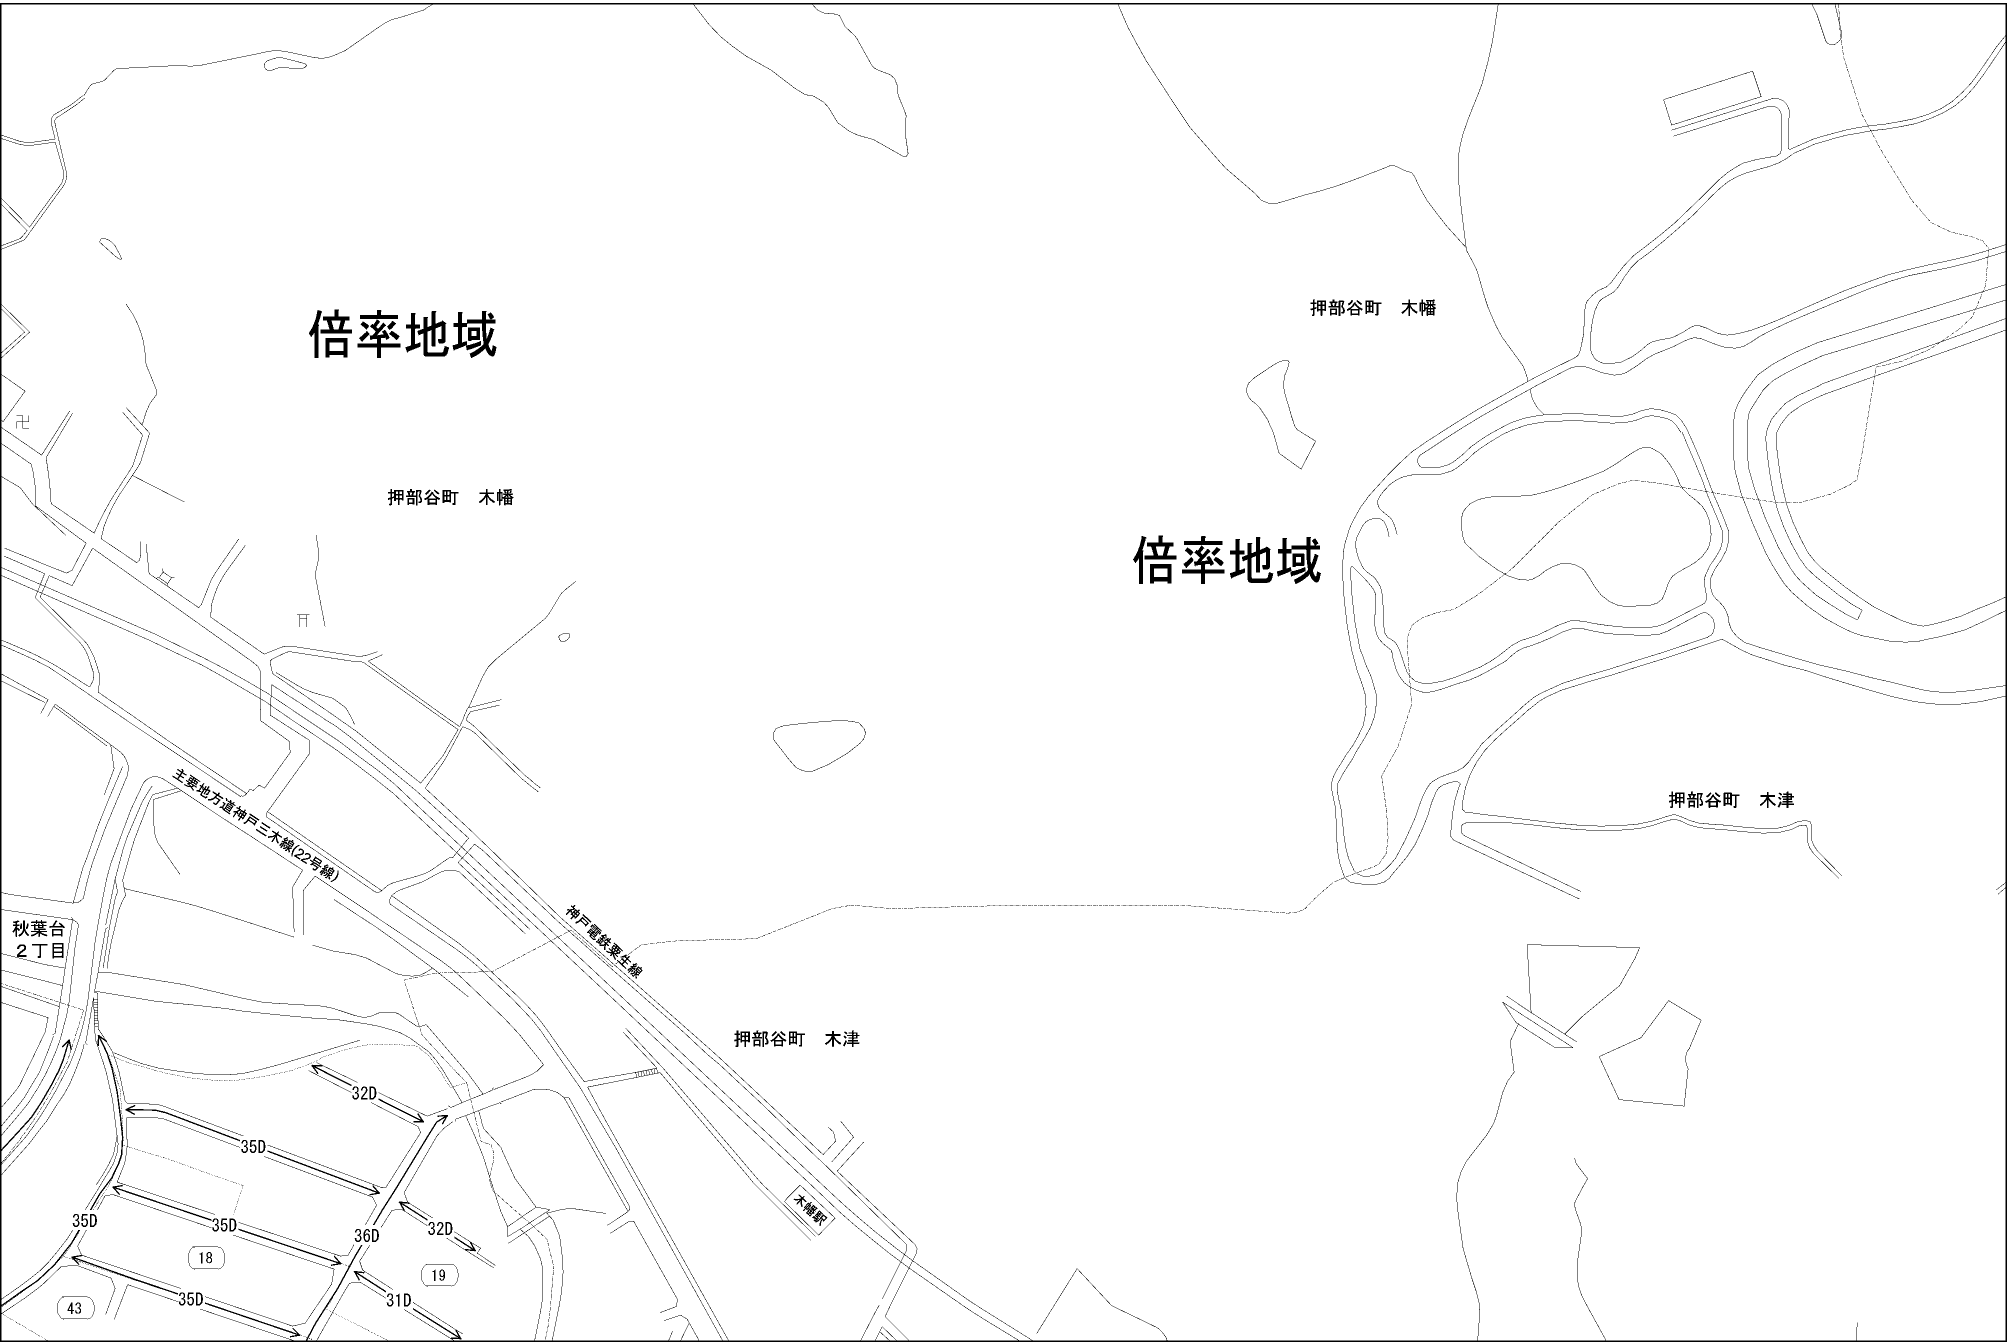 押部谷町　木幡
倍率地域
押部谷町　木幡
倍率地域
主要地方道神戸三木線(22号線)
押部谷町　木津
秋葉台
２丁目
神戸電鉄粟生線
押部谷町　木津
32D
35D
35D
35D
36D
32D
木幡駅
18
19
43
35D
31D